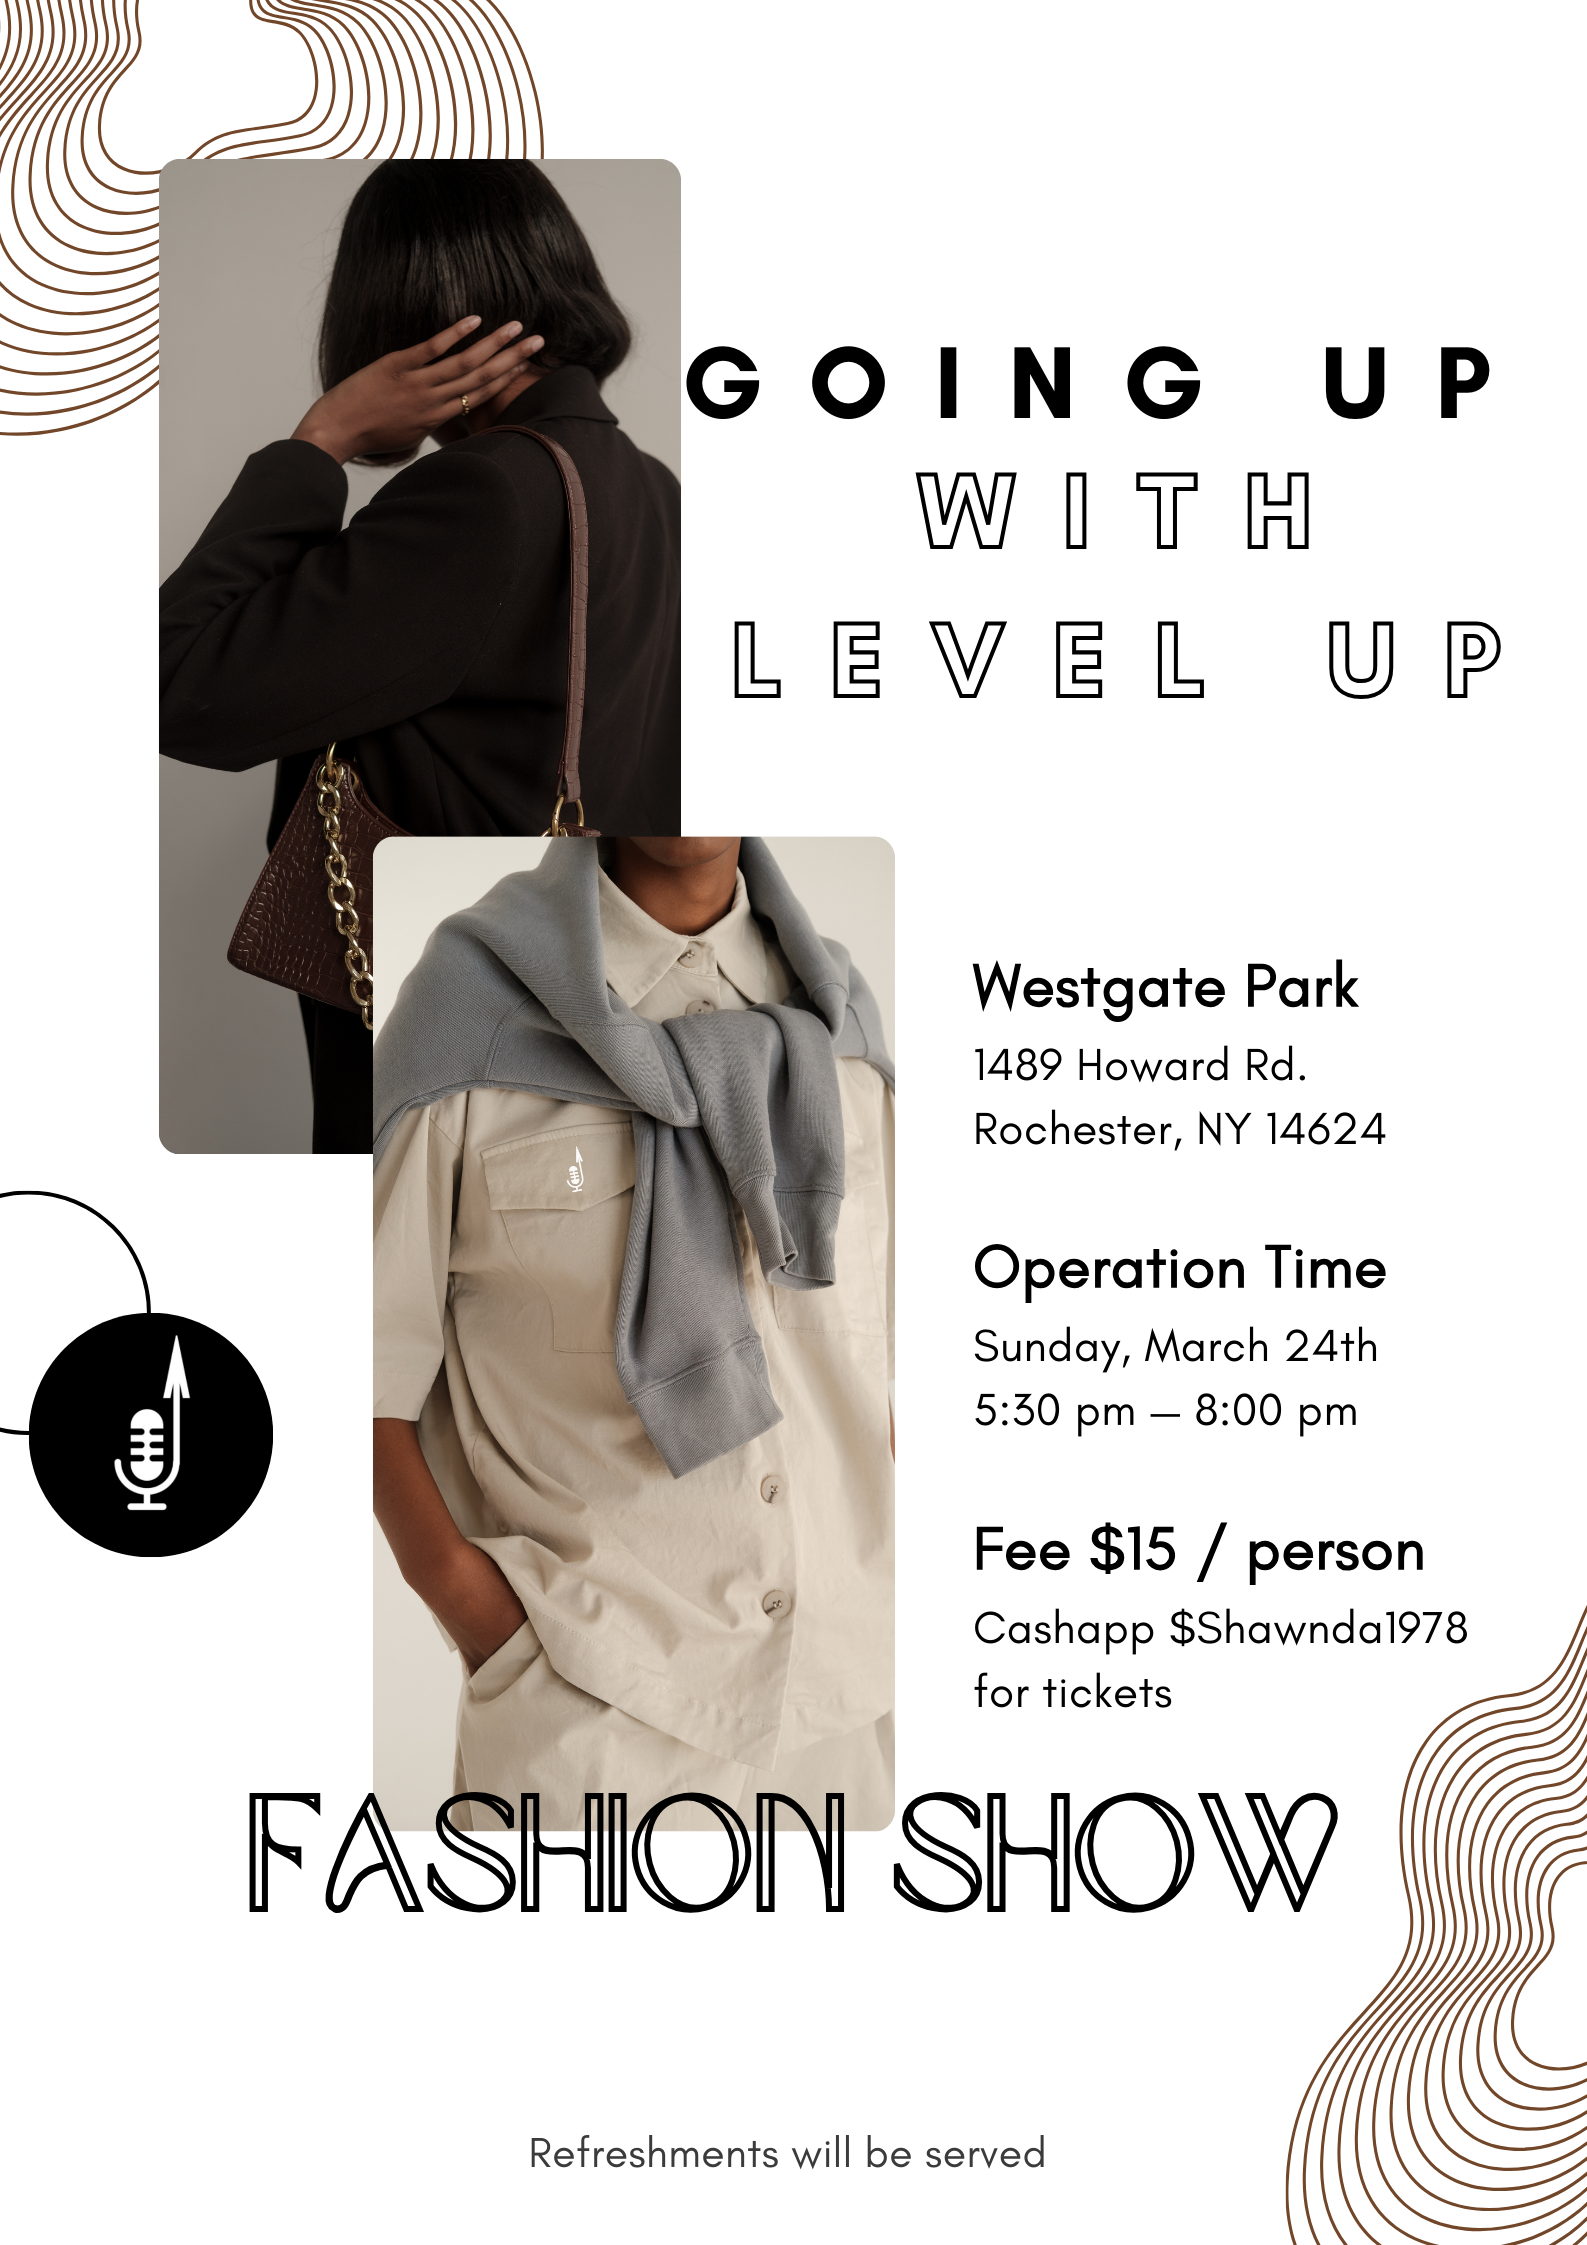 GOING UP
WITH
LEVEL UP
Westgate Park
1489 Howard Rd.
Rochester, NY 14624
Operation Time
Sunday, March 24th
5:30 pm — 8:00 pm
Fee $15 / person
Cashapp $Shawnda1978
for tickets
FASHION SHOW
Refreshments will be served